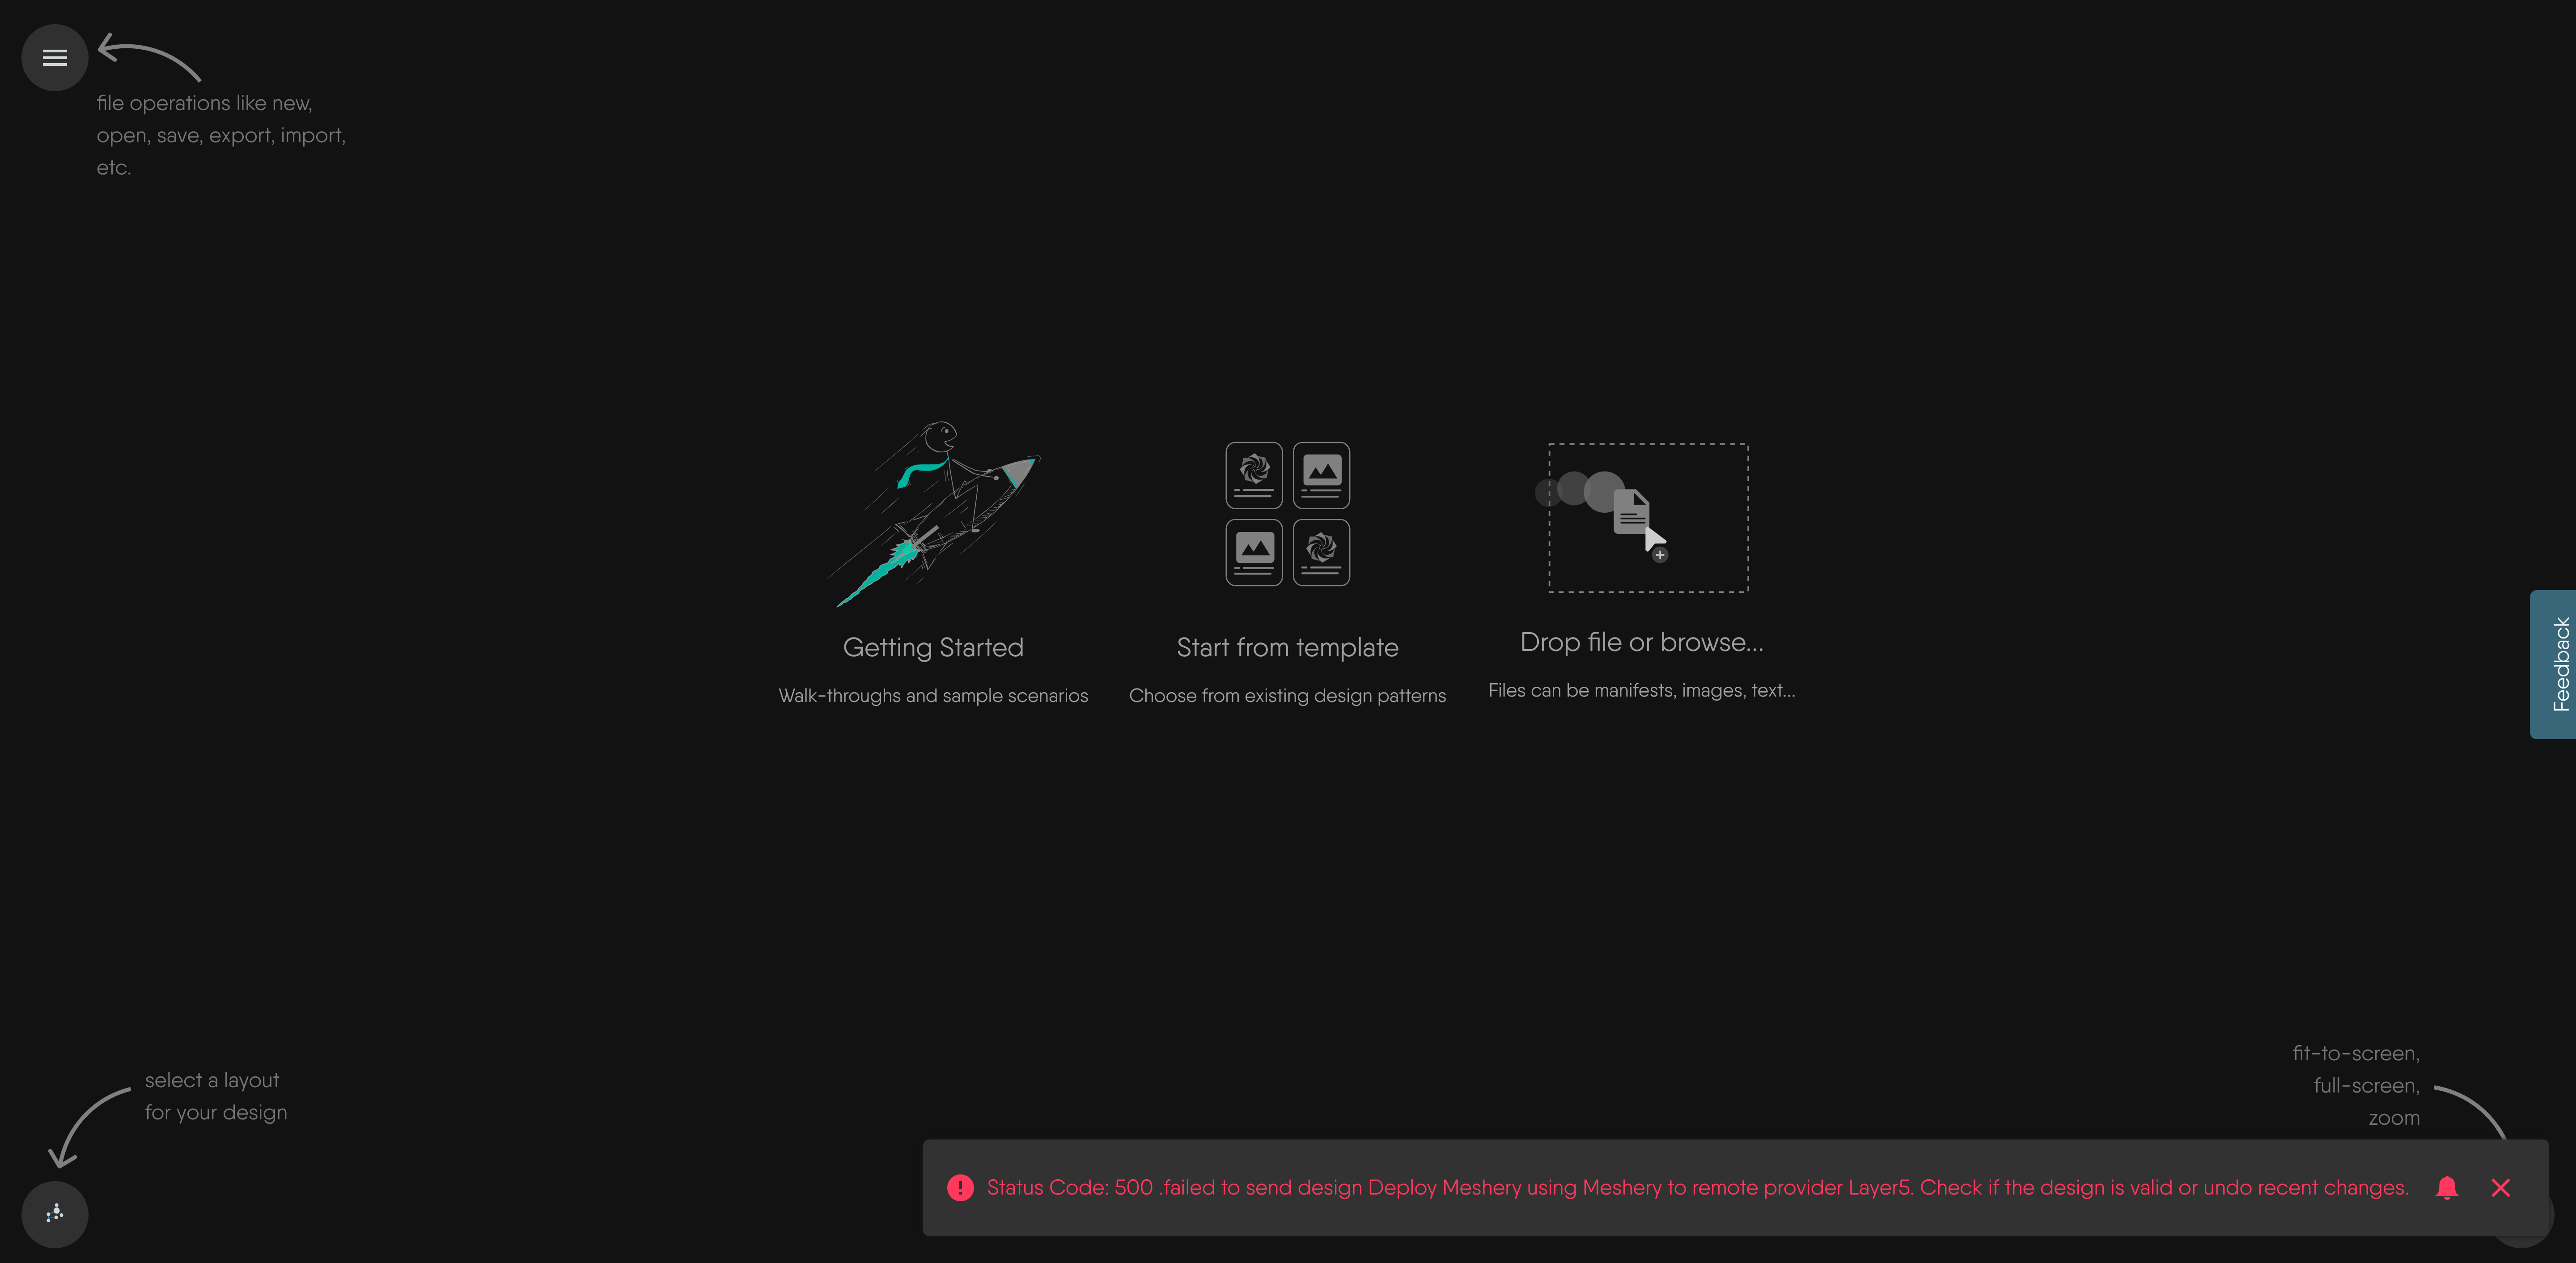 file operations like new,
open, save, export, import,
etc.
Getting Started
Walk-throughs and sample scenarios
Start from template
Choose from existing design patterns
Drop file or browse...
Files can be manifests, images, text...
Feedback
select a layout
for your design
fit-to-screen,
full-screen,
zoom
Status Code: 500 .failed to send design Deploy Meshery using Meshery to remote provider Layer5. Check if the design is valid or undo recent changes.